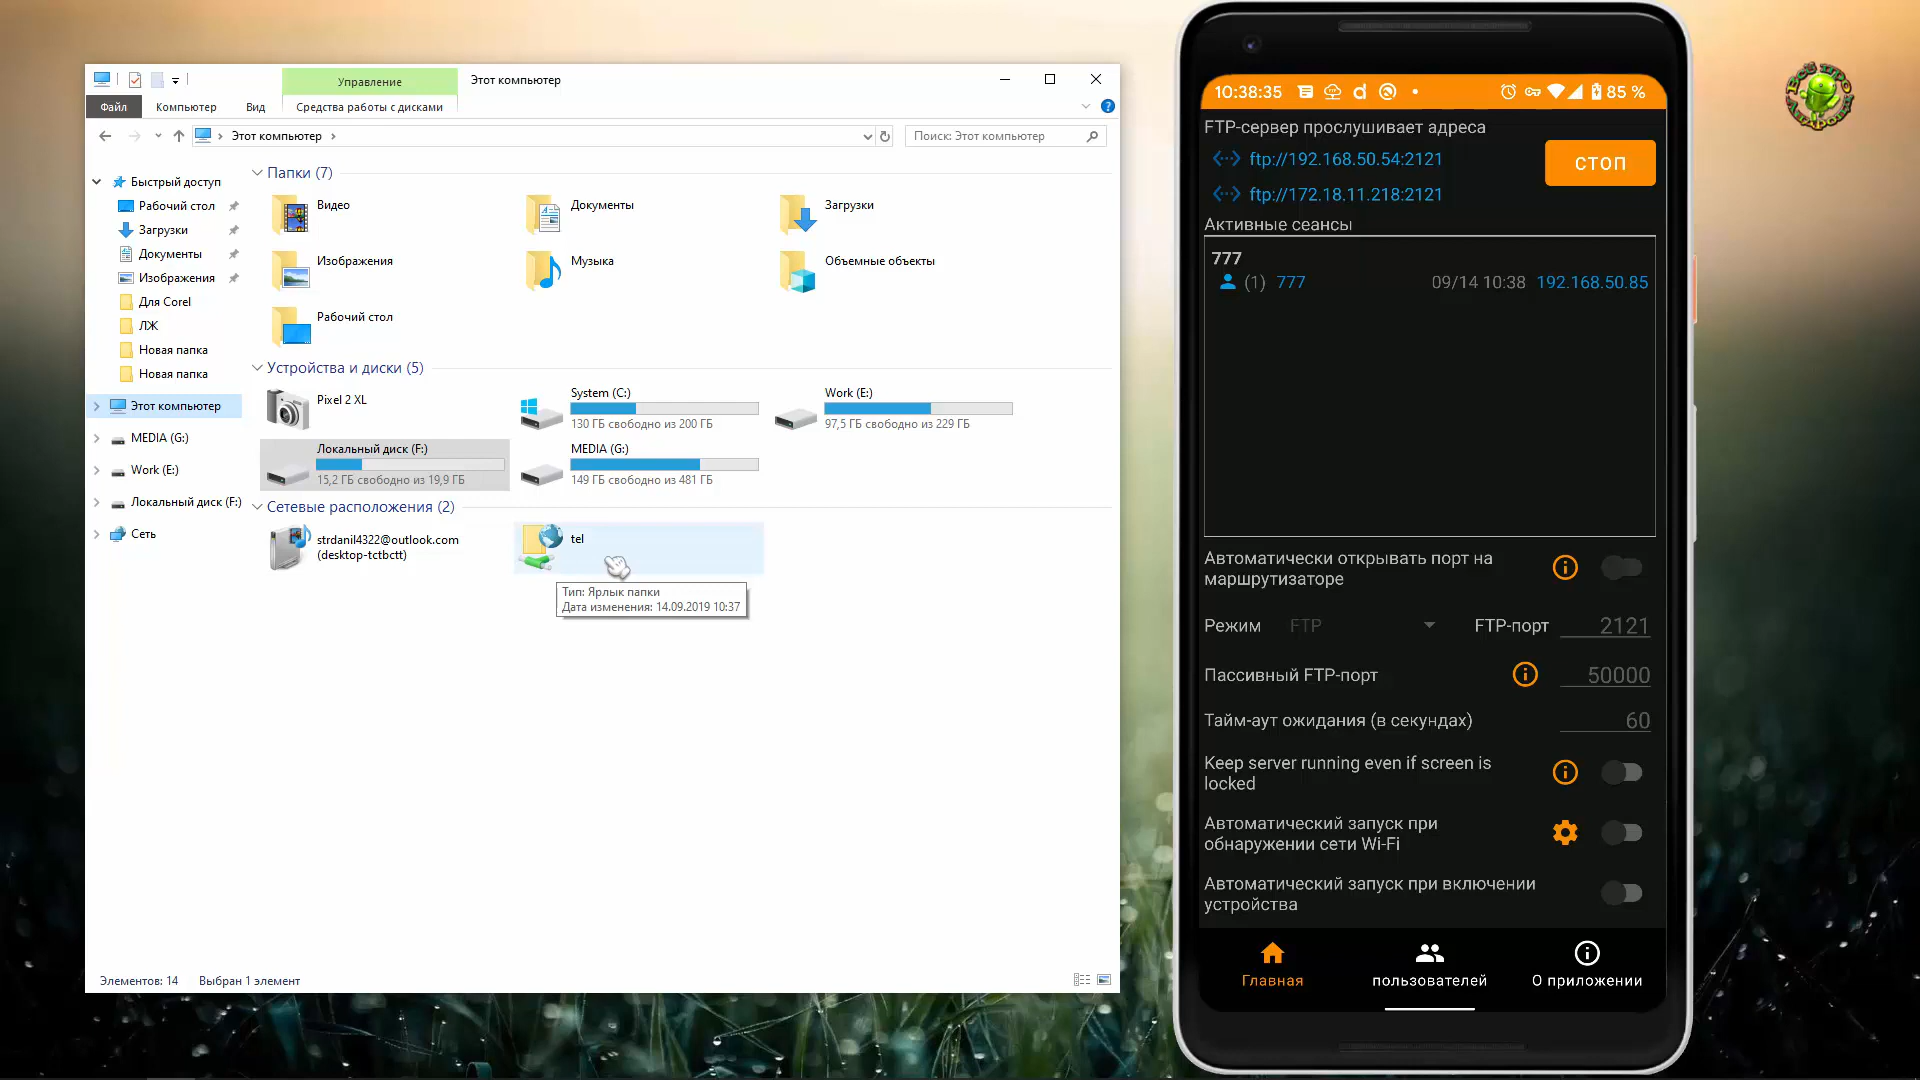 Управление
Этот компьютер
Файл
Компьютер
Вид
Средства работы с дисками
Этот компьютер
Поиск: Этот компьютер
Быстрый доступ
Рабочий стол
Загрузки
Документы
Изображения
Для Corel
ЛЖ
Новая папка
Новая папка
Этот компьютер
MEDIA (G:)
Work (E:)
Локальный диск (F:)
Сеть
Папки (7)
Видео
Документы
Загрузки
Изображения
Музыка
Объемные объекты
Рабочий стол
Устройства и диски (5)
Pixel 2 XL
System (C:)
130 ГБ свободно из 200 ГБ
Work (E:)
97,5 ГБ свободно из 229 ГБ
Локальный диск (F:)
15,2 ГБ свободно из 19,9 ГБ
MEDIA (G:)
149 ГБ свободно из 481 ГБ
Сетевые расположения (2)
strdanil4322@outlook.com
(desktop-tctbctt)
tel
Тип: Ярлык папки
Дата изменения: 14.09.2019 10:37
Элементов: 14
Выбран 1 элемент
10:38:35
85 %
FTP-сервер прослушивает адреса
ftp://192.168.50.54:2121
СТОП
ftp://172.18.11.218:2121
Активные сеансы
777
(1) 777 09/14 10:38 192.168.50.85
Автоматически открывать порт на
маршрутизаторе
Режим FTP FTP-порт 2121
Пассивный FTP-порт 50000
Тайм-аут ожидания (в секундах) 60
Keep server running even if screen is
locked
Автоматический запуск при
обнаружении сети Wi-Fi
Автоматический запуск при включении
устройства
Главная
пользователей
О приложении